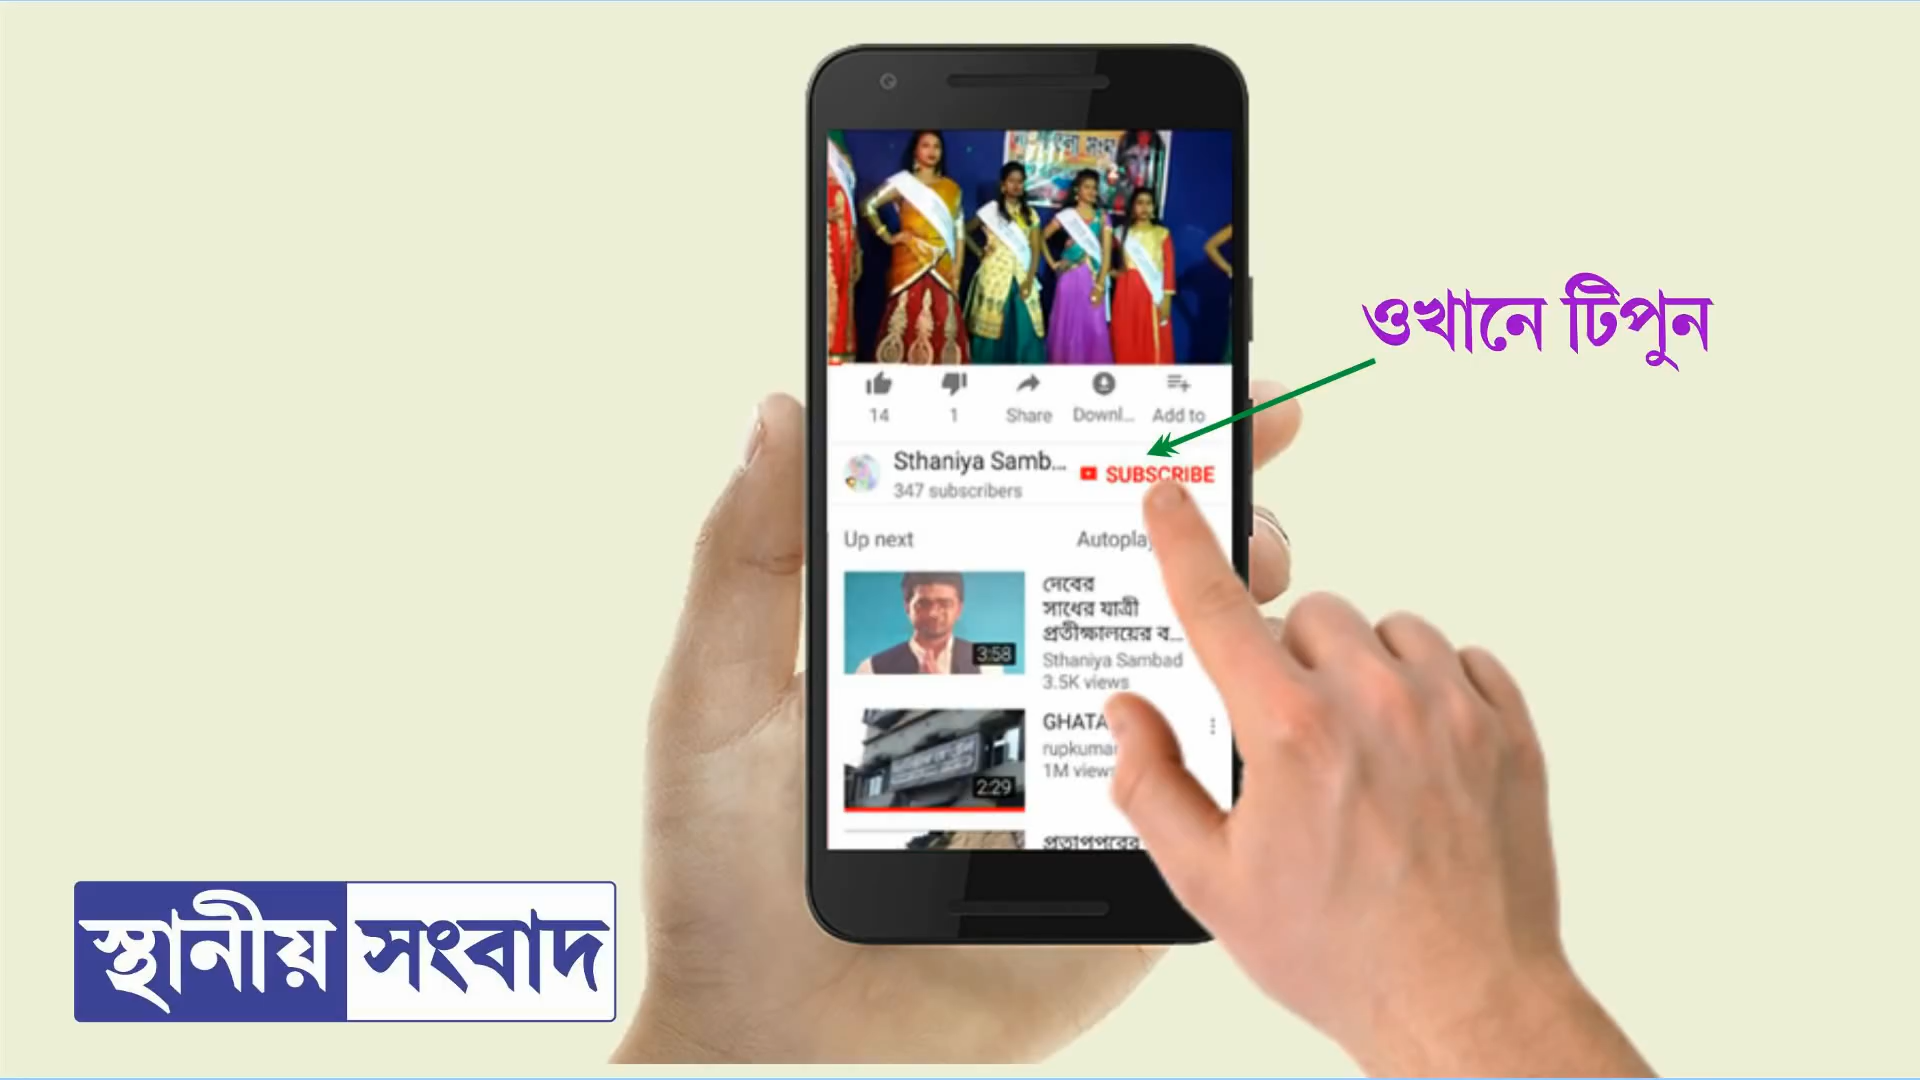 ওখানে টিপুন
14
1
Share
Downl...
Add to
Sthaniya Samb...
347 subscribers
SUBSCRIBE
Up next
Autoplay
3:58
দেবের
সাধের যাত্রী
প্রতীক্ষালয়ের ব...
Sthaniya Sambad
3.5K views
2:29
GHATA
rupkumar
1M views
স্থানীয় সংবাদ